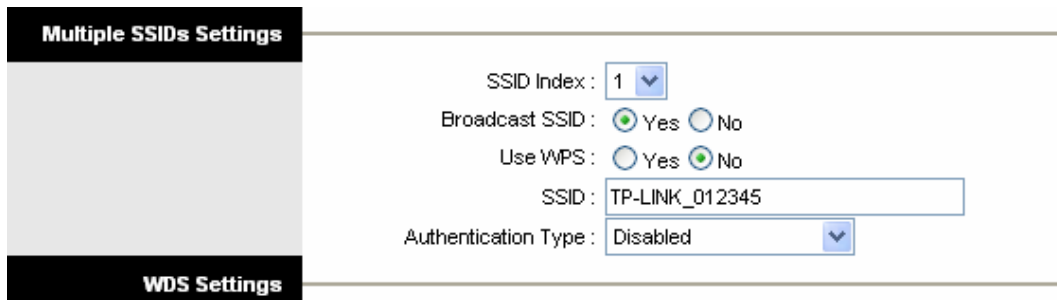 Multiple SSIDs Settings
SSID Index : 1
Broadcast SSID : Yes No
Use WPS : Yes No
SSID : TP-LINK_012345
Authentication Type : Disabled
WDS Settings